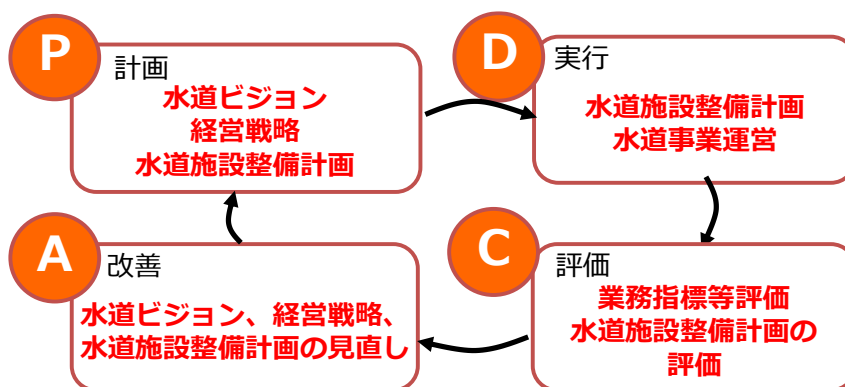 P
計画
水道ビジョン
経営戦略
水道施設整備計画
D
実行
水道施設整備計画
水道事業運営
A
改善
水道ビジョン、経営戦略、
水道施設整備計画の見直し
C
評価
業務指標等評価
水道施設整備計画の
評価